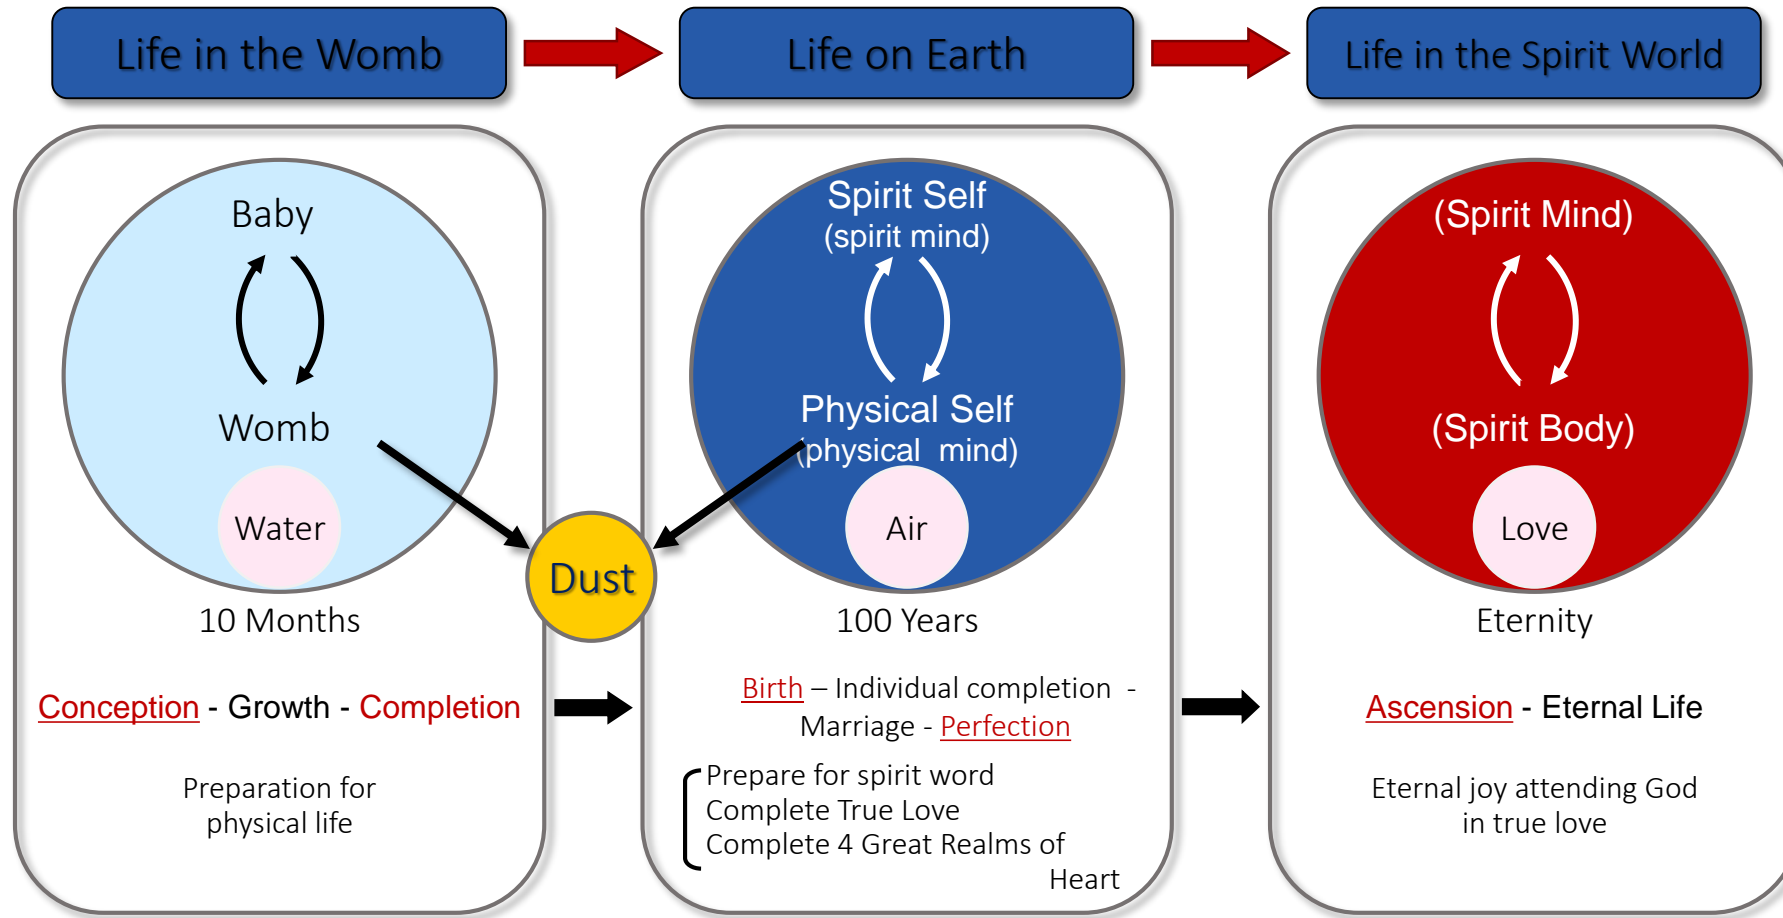 Life in the Womb
Life on Earth
Life in the Spirit World
Baby
Womb
Water
10 Months
Conception - Growth - Completion
Preparation for
physical life
Dust
Spirit Self
(spirit mind)
Physical Self
(physical mind)
Air
100 Years
Birth – Individual completion -
Marriage - Perfection
Prepare for spirit word
Complete True Love
Complete 4 Great Realms of
Heart
(Spirit Mind)
(Spirit Body)
Love
Eternity
Ascension - Eternal Life
Eternal joy attending God
in true love